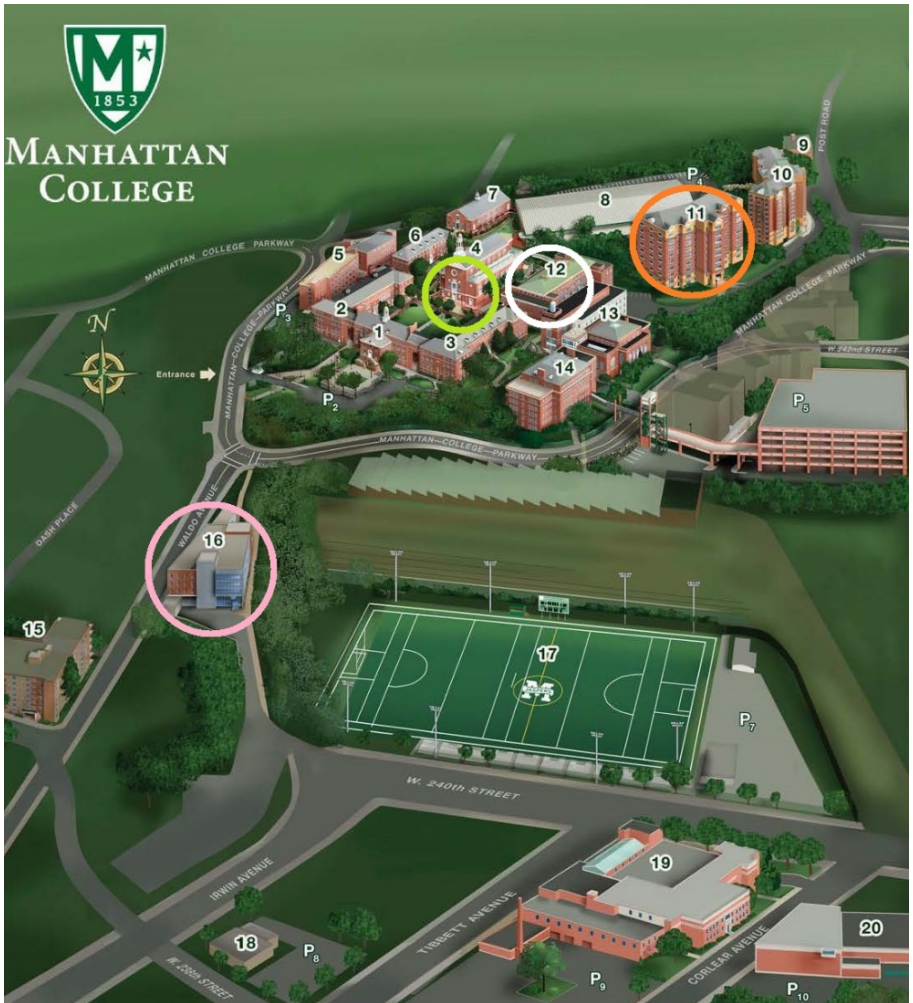 M
1853
MANHATTAN
COLLEGE
POST ROAD
9
10
P4
7
8
11
6
4
5
12
MANHATTAN COLLEGE PARKWAY
MANHATTAN COLLEGE PARKWAY
2
P3
13
1
3
W 242nd STREET
N
14
Entrance
MANHATTAN COLLEGE PARKWAY
P2
P5
MANHATTAN COLLEGE PARKWAY
DASH PLACE
WALDO AVENUE
16
15
17
M
P7
W. 240th STREET
IRWIN AVENUE
TIBBETT AVENUE
19
18
P8
W. 238th STREET
CORLEAR AVENUE
20
P9
P10